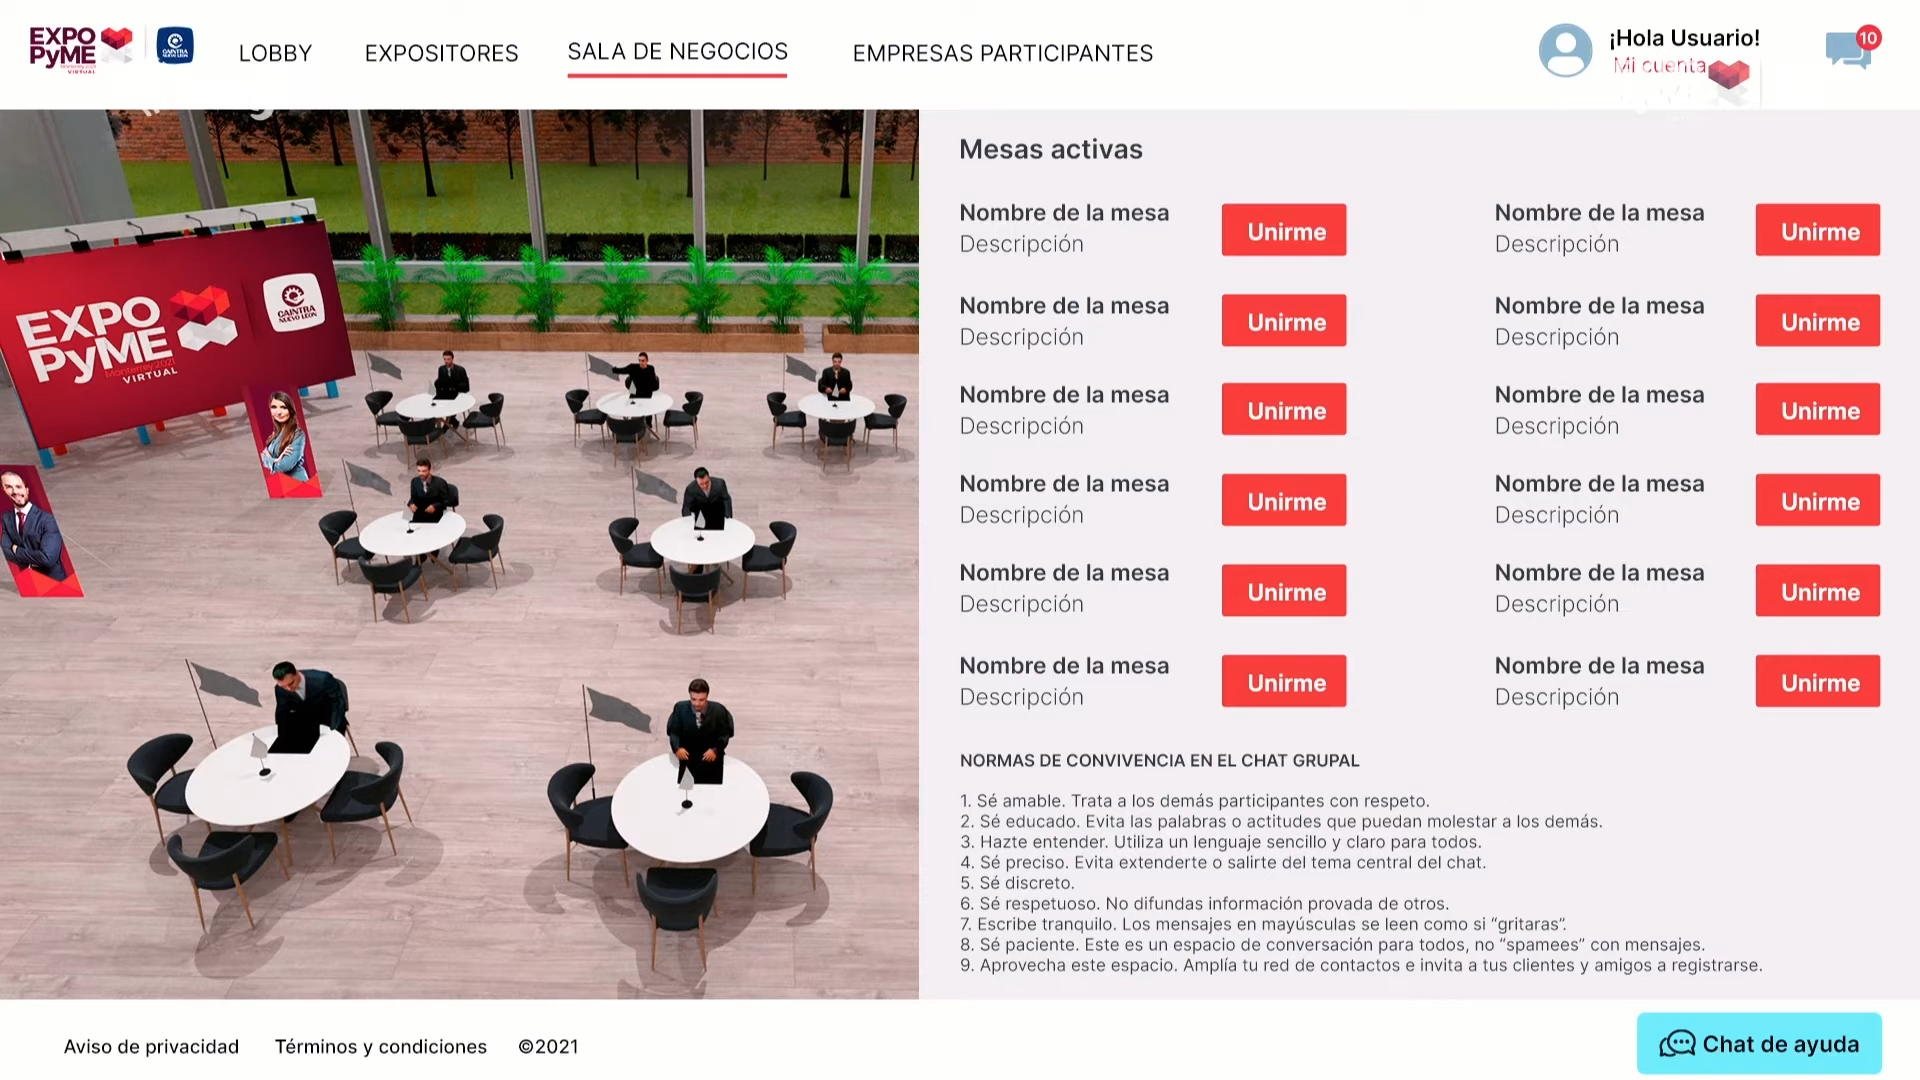 EXPO
PyME
VIRTUAL
CAINTRA
NUEVO LEÓN
LOBBY
EXPOSITORES
SALA DE NEGOCIOS
EMPRESAS PARTICIPANTES
¡Hola Usuario!
Mi cuenta
10
EXPO
PyME
Monterrey 2021
VIRTUAL
CAINTRA
NUEVO LEÓN
Mesas activas
Nombre de la mesa
Descripción
Unirme
Nombre de la mesa
Descripción
Unirme
Nombre de la mesa
Descripción
Unirme
Nombre de la mesa
Descripción
Unirme
Nombre de la mesa
Descripción
Unirme
Nombre de la mesa
Descripción
Unirme
Nombre de la mesa
Descripción
Unirme
Nombre de la mesa
Descripción
Unirme
Nombre de la mesa
Descripción
Unirme
Nombre de la mesa
Descripción
Unirme
Nombre de la mesa
Descripción
Unirme
Nombre de la mesa
Descripción
Unirme
NORMAS DE CONVIVENCIA EN EL CHAT GRUPAL
1. Sé amable. Trata a los demás participantes con respeto.
2. Sé educado. Evita las palabras o actitudes que puedan molestar a los demás.
3. Hazte entender. Utiliza un lenguaje sencillo y claro para todos.
4. Sé preciso. Evita extenderte o salirte del tema central del chat.
5. Sé discreto.
6. Sé respetuoso. No difundas información provada de otros.
7. Escribe tranquilo. Los mensajes en mayúsculas se leen como si “gritaras”.
8. Sé paciente. Este es un espacio de conversación para todos, no “spamees” con mensajes.
9. Aprovecha este espacio. Amplía tu red de contactos e invita a tus clientes y amigos a registrarse.
Aviso de privacidad
Términos y condiciones
©2021
Chat de ayuda